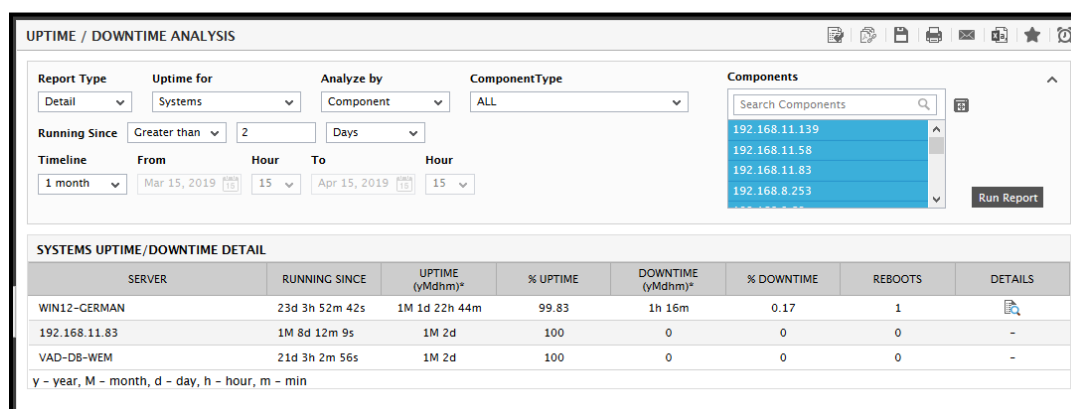 UPTIME / DOWNTIME ANALYSIS
Report Type Uptime for Analyze by ComponentType Components
Detail Systems Component ALL Search Components
Running Since Greater than 2 Days
192.168.11.139
192.168.11.58
192.168.11.83
192.168.8.253
Timeline From Hour To Hour
1 month Mar 15, 2019 15 15 Apr 15, 2019 15 15
Run Report
SYSTEMS UPTIME/DOWNTIME DETAIL
SERVER RUNNING SINCE UPTIME (yMdhm)* % UPTIME DOWNTIME (yMdhm)* % DOWNTIME REBOOTS DETAILS
WIN12-GERMAN 23d 3h 52m 42s 1M 1d 22h 44m 99.83 1h 16m 0.17 1
192.168.11.83 1M 8d 12m 9s 1M 2d 100 0 0 0 -
VAD-DB-WEM 21d 3h 2m 56s 1M 2d 100 0 0 0 -
y - year, M - month, d - day, h - hour, m - min